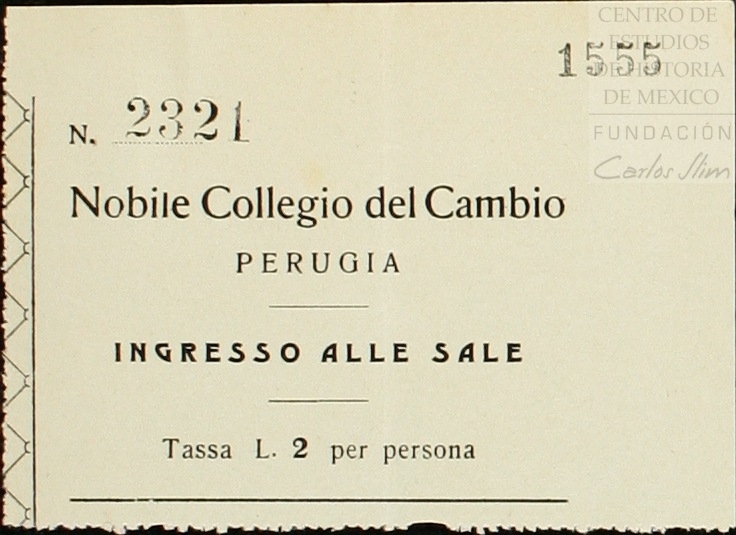 CENTRO DE
ESTUDIOS
DE HISTORIA
DE MEXICO
FUNDACIÓN
Carlos Slim
1555
N. 2321
Nobile Collegio del Cambio
PERUGIA
INGRESSO ALLE SALE
Tassa L. 2 per persona